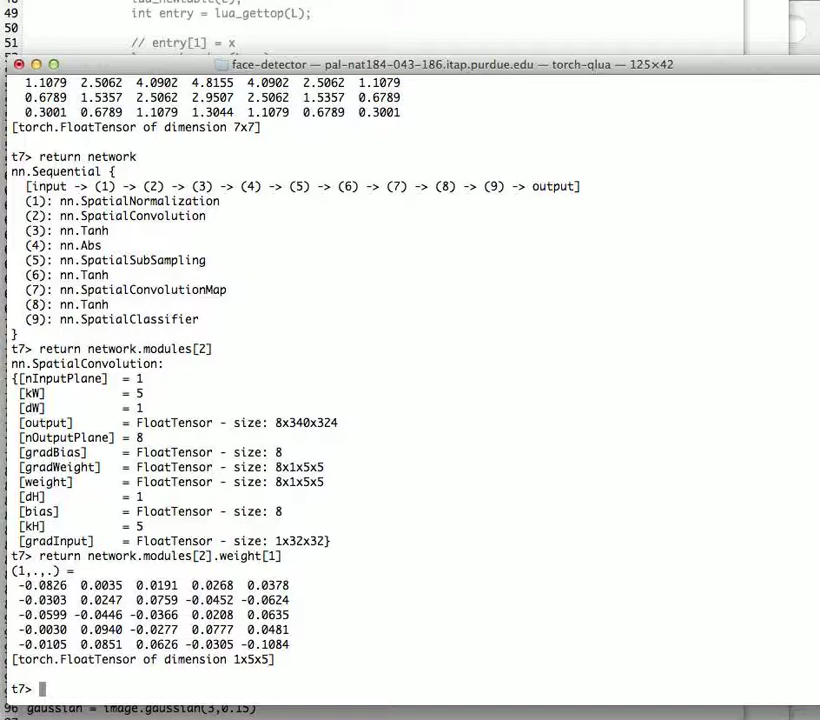 49 int entry = lua_gettop(L);
50
51 // entry[1] = x
face-detector — pal-nat184-043-186.itap.purdue.edu — torch-qlua — 125×42
1.1079 2.5062 4.0902 4.8155 4.0902 2.5062 1.1079
0.6789 1.5357 2.5062 2.9507 2.5062 1.5357 0.6789
0.3001 0.6789 1.1079 1.3044 1.1079 0.6789 0.3001
[torch.FloatTensor of dimension 7x7]
t7> return network
nn.Sequential {
[input -> (1) -> (2) -> (3) -> (4) -> (5) -> (6) -> (7) -> (8) -> (9) -> output]
(1): nn.SpatialNormalization
(2): nn.SpatialConvolution
(3): nn.Tanh
(4): nn.Abs
(5): nn.SpatialSubSampling
(6): nn.Tanh
(7): nn.SpatialConvolutionMap
(8): nn.Tanh
(9): nn.SpatialClassifier
}
t7> return network.modules[2]
nn.SpatialConvolution:
{[nInputPlane] = 1
[kW] = 5
[dW] = 1
[output] = FloatTensor - size: 8x340x324
[nOutputPlane] = 8
[gradBias] = FloatTensor - size: 8
[gradWeight] = FloatTensor - size: 8x1x5x5
[weight] = FloatTensor - size: 8x1x5x5
[dH] = 1
[bias] = FloatTensor - size: 8
[kH] = 5
[gradInput] = FloatTensor - size: 1x32x32}
t7> return network.modules[2].weight[1]
(1,.,.) =
-0.0826 0.0035 0.0191 0.0268 0.0378
-0.0303 0.0247 0.0759 -0.0452 -0.0624
-0.0599 -0.0446 -0.0366 0.0208 0.0635
-0.0030 0.0940 -0.0277 0.0777 0.0481
-0.0105 0.0851 0.0626 -0.0305 -0.1084
[torch.FloatTensor of dimension 1x5x5]
t7>
96 gaussian = image.gaussian(3,0.15)